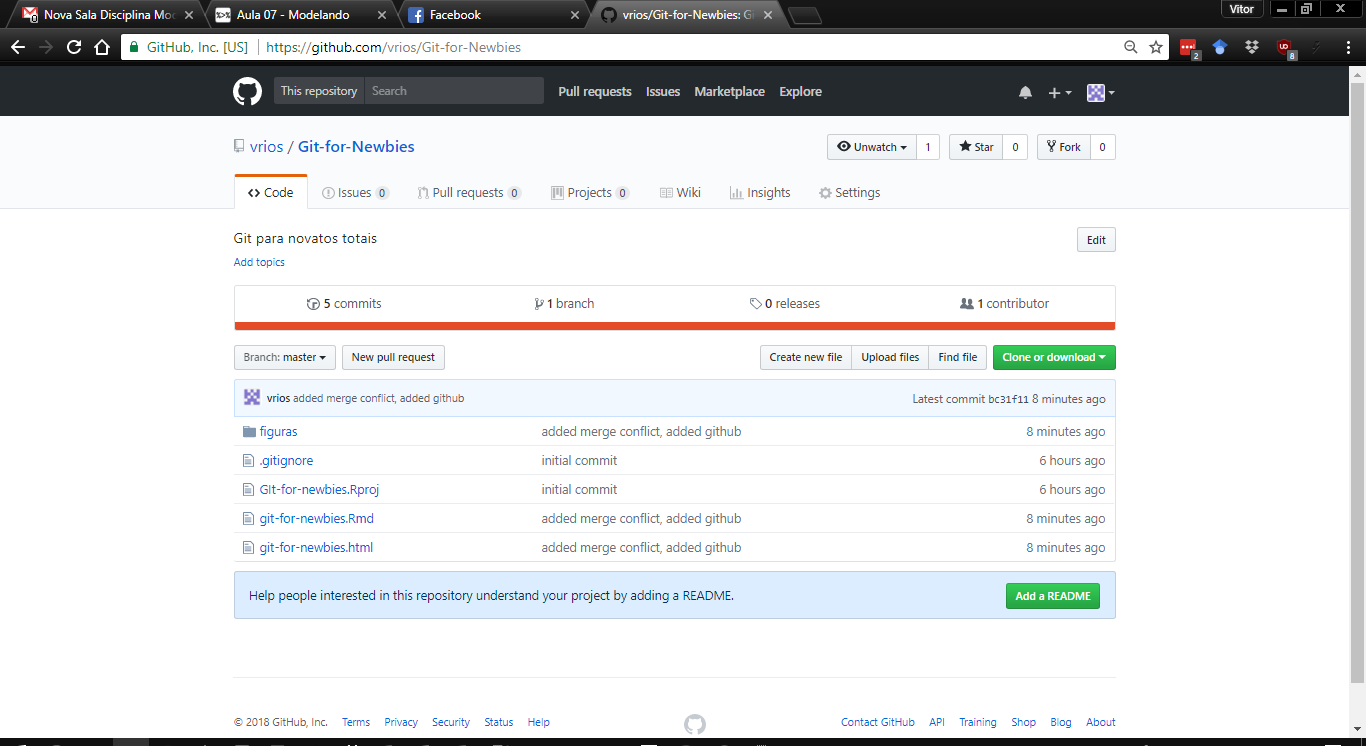 Nova Sala Disciplina Mo
Aula 07 - Modelando
Facebook
vrios/Git-for-Newbies: G
Vitor
GitHub, Inc. [US]
https://github.com/vrios/Git-for-Newbies
2
8
This repository
Search
Pull requests
Issues
Marketplace
Explore
vrios / Git-for-Newbies
Unwatch 1
Star 0
Fork 0
Code
Issues 0
Pull requests 0
Projects 0
Wiki
Insights
Settings
Git para novatos totais
Edit
Add topics
5 commits
1 branch
0 releases
1 contributor
Branch: master
New pull request
Create new file
Upload files
Find file
Clone or download
vrios added merge conflict, added github
Latest commit bc31f11 8 minutes ago
figuras added merge conflict, added github 8 minutes ago
.gitignore initial commit 6 hours ago
GIt-for-newbies.Rproj initial commit 6 hours ago
git-for-newbies.Rmd added merge conflict, added github 8 minutes ago
git-for-newbies.html added merge conflict, added github 8 minutes ago
Help people interested in this repository understand your project by adding a README.
Add a README
© 2018 GitHub, Inc. Terms Privacy Security Status Help
Contact GitHub API Training Shop Blog About